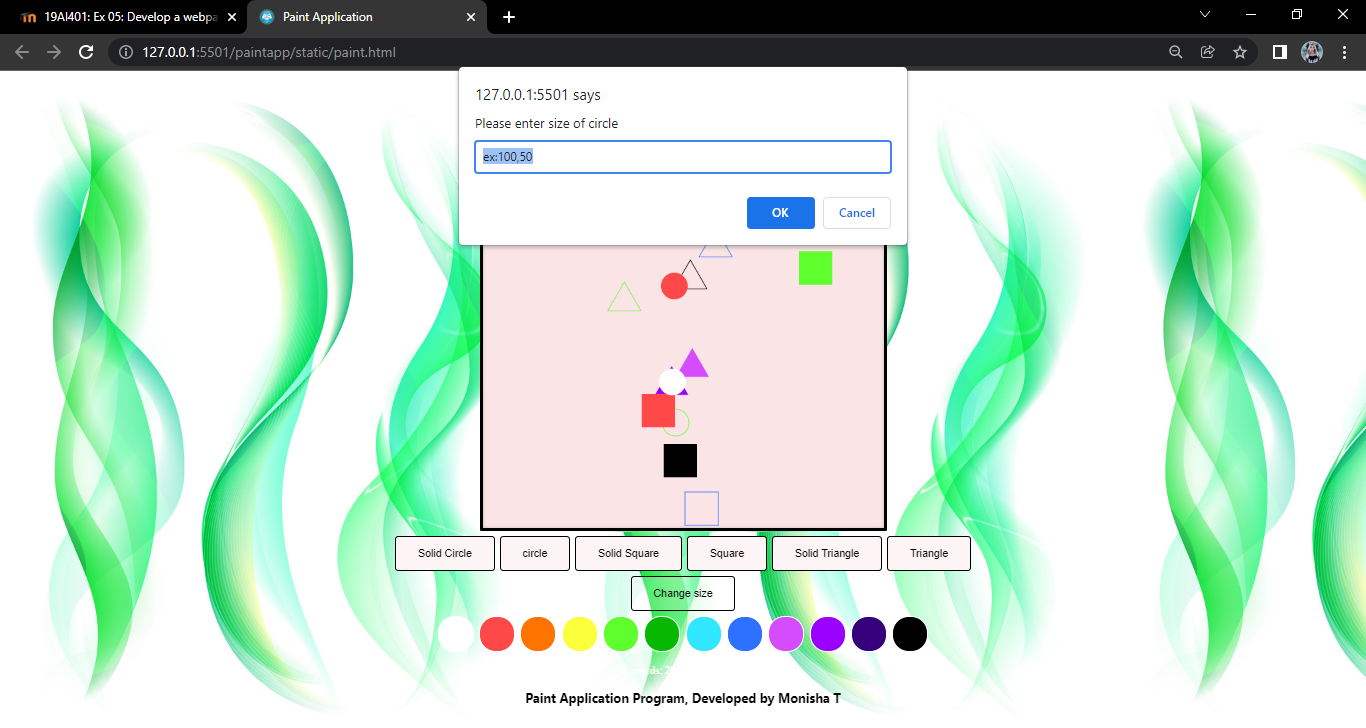 19AI401: Ex 05: Develop a webpa
Paint Application
127.0.0.1:5501/paintapp/static/paint.html
127.0.0.1:5501 says
Please enter size of circle
ex:100,50
OK
Cancel
Solid Circle
circle
Solid Square
Square
Solid Triangle
Triangle
Change size
Paint Application Program, Developed by Monisha T